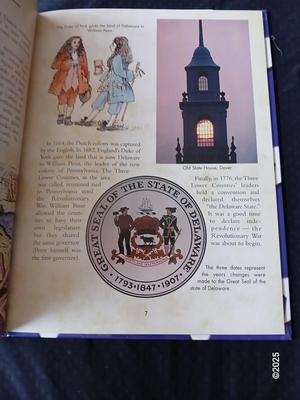 The Duke of York gives the land of Delaware to
William Penn.
Old State House, Dover
In 1664, the Dutch colony was captured
by the English. In 1682, England's Duke of
York gave the land that is now Delaware
to William Penn, the leader of the new
colony of Pennsylvania. The Three
Lower Counties, as the area
was called, remained tied
to Pennsylvania until
the Revolutionary
War. William Penn
allowed the coun-
ties to have their
own legislature
but they shared
the same governor
(Penn himself was
the first governor).
Finally, in 1776, the Three
Lower Counties' leaders
held a convention and
declared themselves
"the Delaware State."
It was a good time
to declare inde-
pendence — the
Revolutionary War
was about to begin.
GREAT SEAL OF THE STATE OF DELAWARE
1793•1847•1907
The three dates represent
the years changes were
made to the Great Seal of the
state of Delaware.
7
©2025